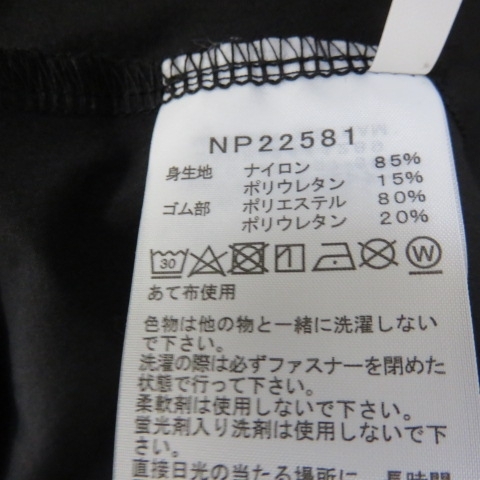 NP22581
身生地 ナイロン 85%
ポリウレタン 15%
ゴム部 ポリエステル 80%
ポリウレタン 20%
30 W
あて布使用
色物は他の物と一緒に洗濯しない
で下さい。
洗濯の際は必ずファスナーを閉めた
状態で行って下さい。
柔軟剤は使用しないで下さい。
蛍光剤入り洗剤は使用しないで下
さい。
直接日光の当たる場所に、長時間